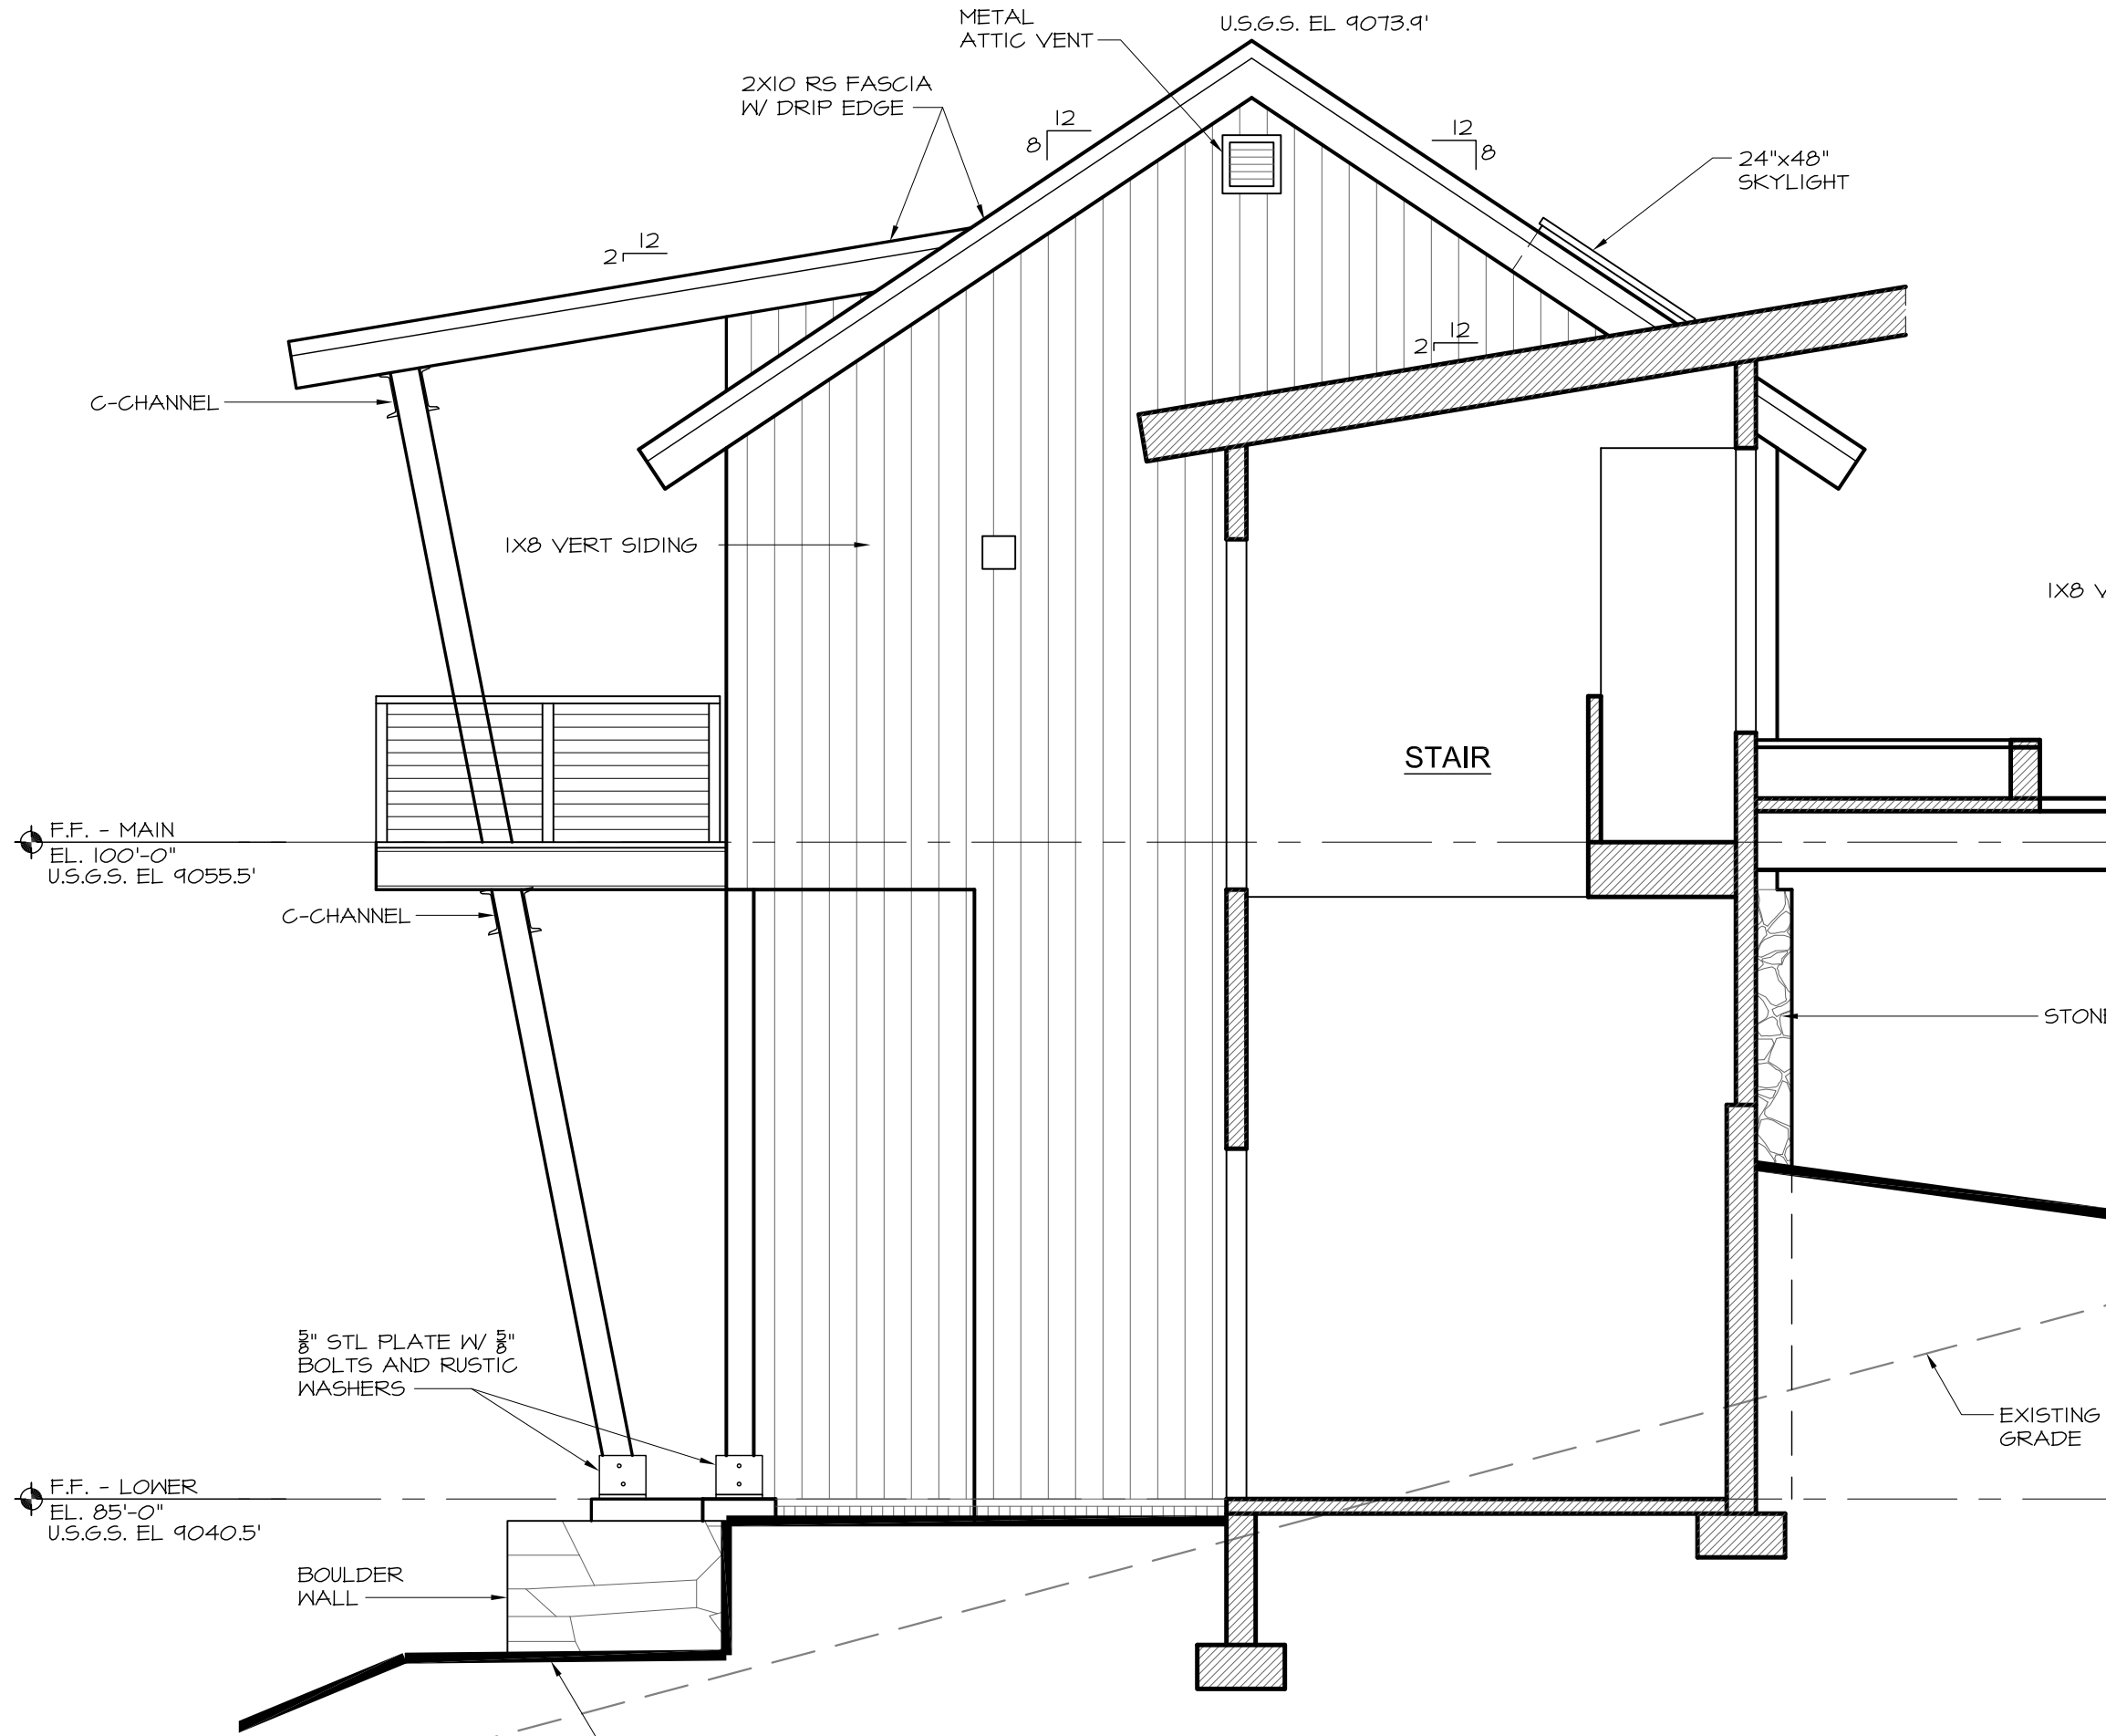 METAL
ATTIC VENT
U.S.G.S. EL 9073.9'
2X10 RS FASCIA
W/ DRIP EDGE
12
8
12
8
24"x48"
SKYLIGHT
12
2
12
2
C-CHANNEL
1X8 VERT SIDING
1X8 V
STAIR
F.F. - MAIN
EL. 100'-0"
U.S.G.S. EL 9055.5'
C-CHANNEL
STONE
5/8" STL PLATE W/ 5/8"
BOLTS AND RUSTIC
WASHERS
EXISTING
GRADE
F.F. - LOWER
EL. 85'-0"
U.S.G.S. EL 9040.5'
BOULDER
WALL